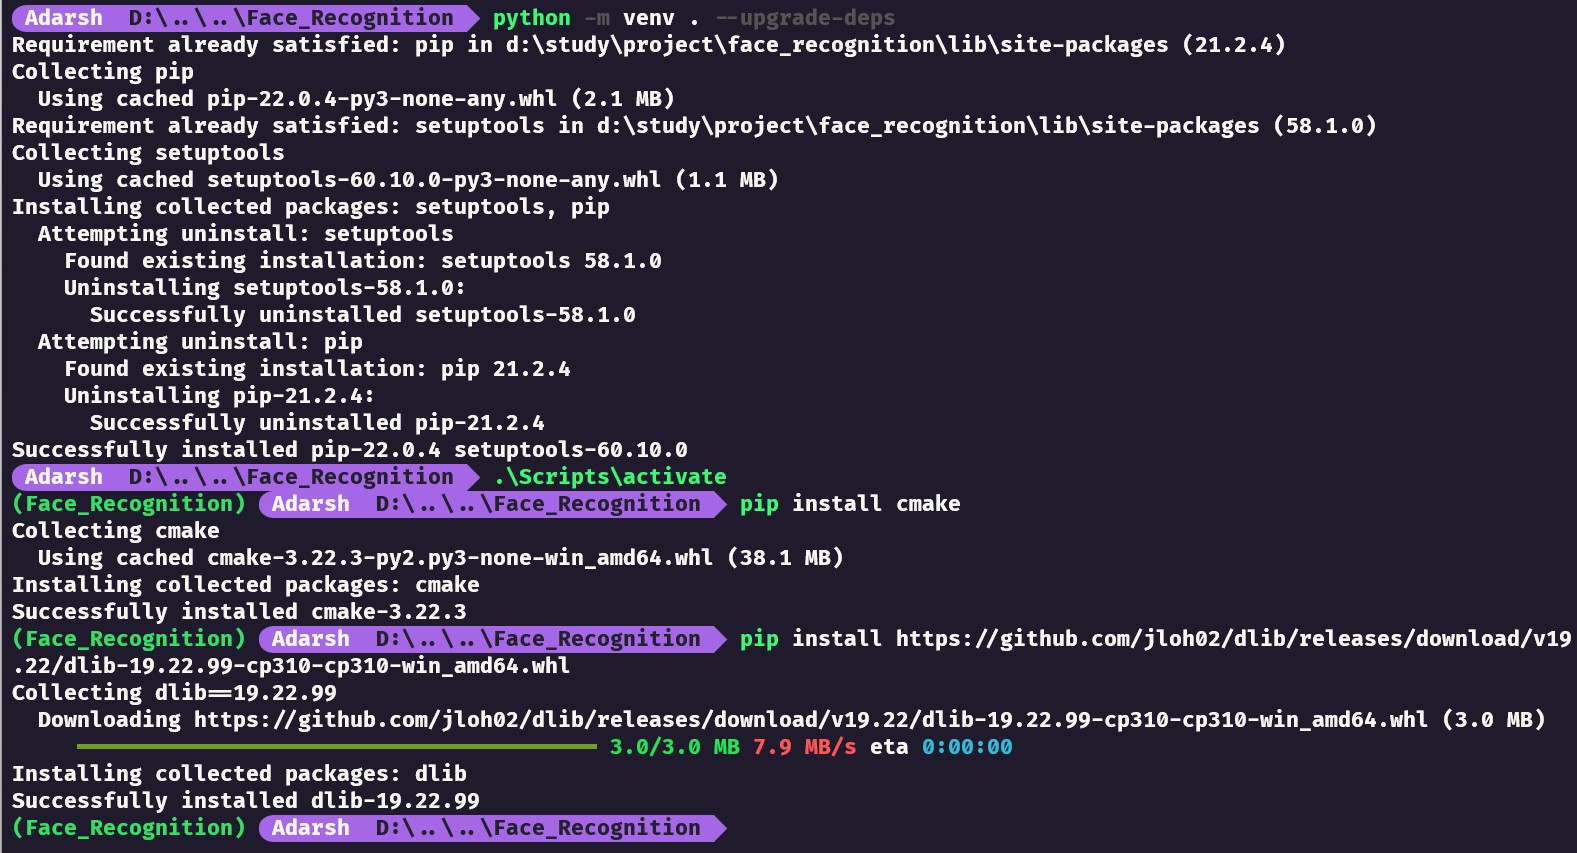 Adarsh D:\..\..\Face_Recognition python -m venv . --upgrade-deps
Requirement already satisfied: pip in d:\study\project\face_recognition\lib\site-packages (21.2.4)
Collecting pip
  Using cached pip-22.0.4-py3-none-any.whl (2.1 MB)
Requirement already satisfied: setuptools in d:\study\project\face_recognition\lib\site-packages (58.1.0)
Collecting setuptools
  Using cached setuptools-60.10.0-py3-none-any.whl (1.1 MB)
Installing collected packages: setuptools, pip
  Attempting uninstall: setuptools
    Found existing installation: setuptools 58.1.0
    Uninstalling setuptools-58.1.0:
      Successfully uninstalled setuptools-58.1.0
  Attempting uninstall: pip
    Found existing installation: pip 21.2.4
    Uninstalling pip-21.2.4:
      Successfully uninstalled pip-21.2.4
Successfully installed pip-22.0.4 setuptools-60.10.0
Adarsh D:\..\..\Face_Recognition .\Scripts\activate
(Face_Recognition) Adarsh D:\..\..\Face_Recognition pip install cmake
Collecting cmake
  Using cached cmake-3.22.3-py2.py3-none-win_amd64.whl (38.1 MB)
Installing collected packages: cmake
Successfully installed cmake-3.22.3
(Face_Recognition) Adarsh D:\..\..\Face_Recognition pip install https://github.com/jloh02/dlib/releases/download/v19
.22/dlib-19.22.99-cp310-cp310-win_amd64.whl
Collecting dlib==19.22.99
  Downloading https://github.com/jloh02/dlib/releases/download/v19.22/dlib-19.22.99-cp310-cp310-win_amd64.whl (3.0 MB)
3.0/3.0 MB 7.9 MB/s eta 0:00:00
Installing collected packages: dlib
Successfully installed dlib-19.22.99
(Face_Recognition) Adarsh D:\..\..\Face_Recognition